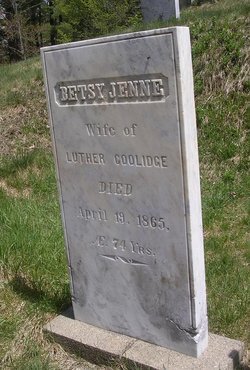 BETSY JENNE
Wife of
LUTHER COOLIDGE
DIED
April 19, 1865,
Æ. 74 Yrs.